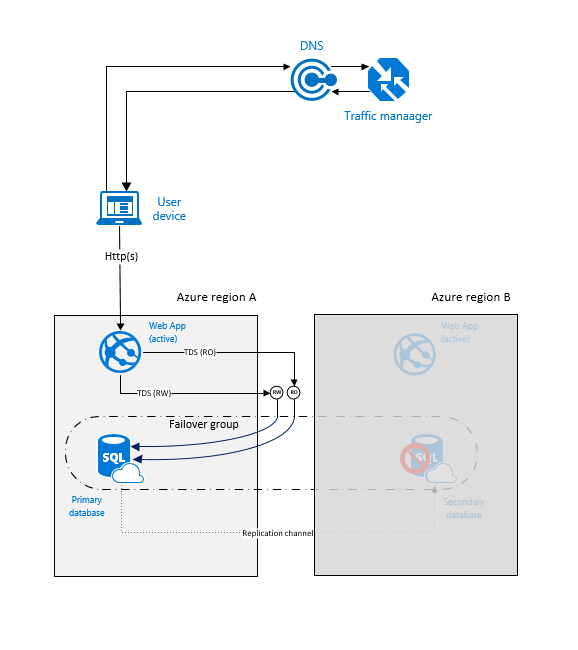 DNS
Traffic manaager
User
device
Http(s)
Azure region A
Azure region B
Web App
(active)
Web App
(active)
TDS (RO)
TDS (RW)
RW
RO
Failover group
SQL
SQL
Primary
database
Secondary
database
Replication channel